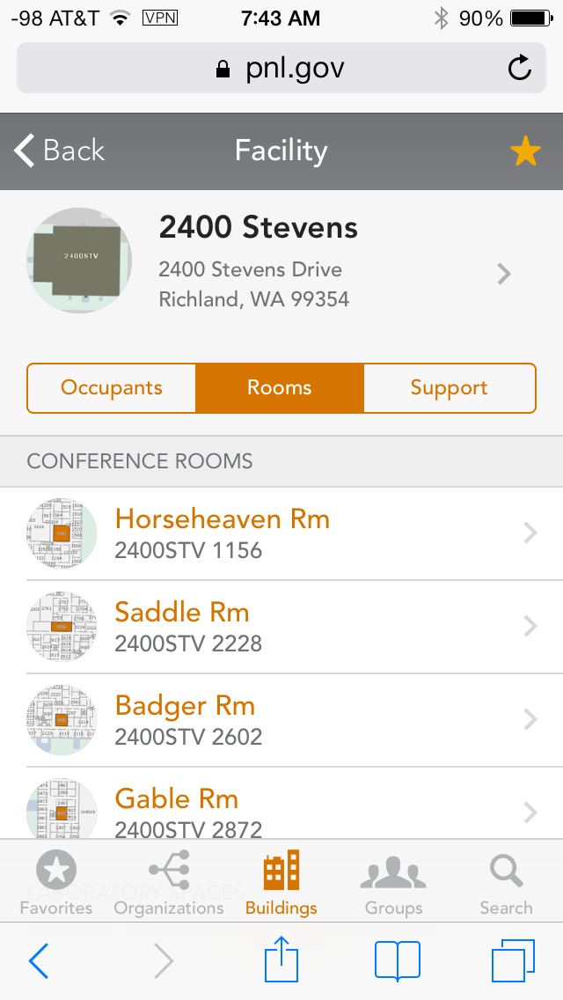 -98 AT&T VPN 7:43 AM 90%
pnl.gov
Back Facility
2400STV
2400 Stevens
2400 Stevens Drive
Richland, WA 99354
Occupants Rooms Support
CONFERENCE ROOMS
Horseheaven Rm
2400STV 1156
Saddle Rm
2400STV 2228
Badger Rm
2400STV 2602
Gable Rm
2400STV 2872
LABORATORY SPACES
Favorites Organizations Buildings Groups Search